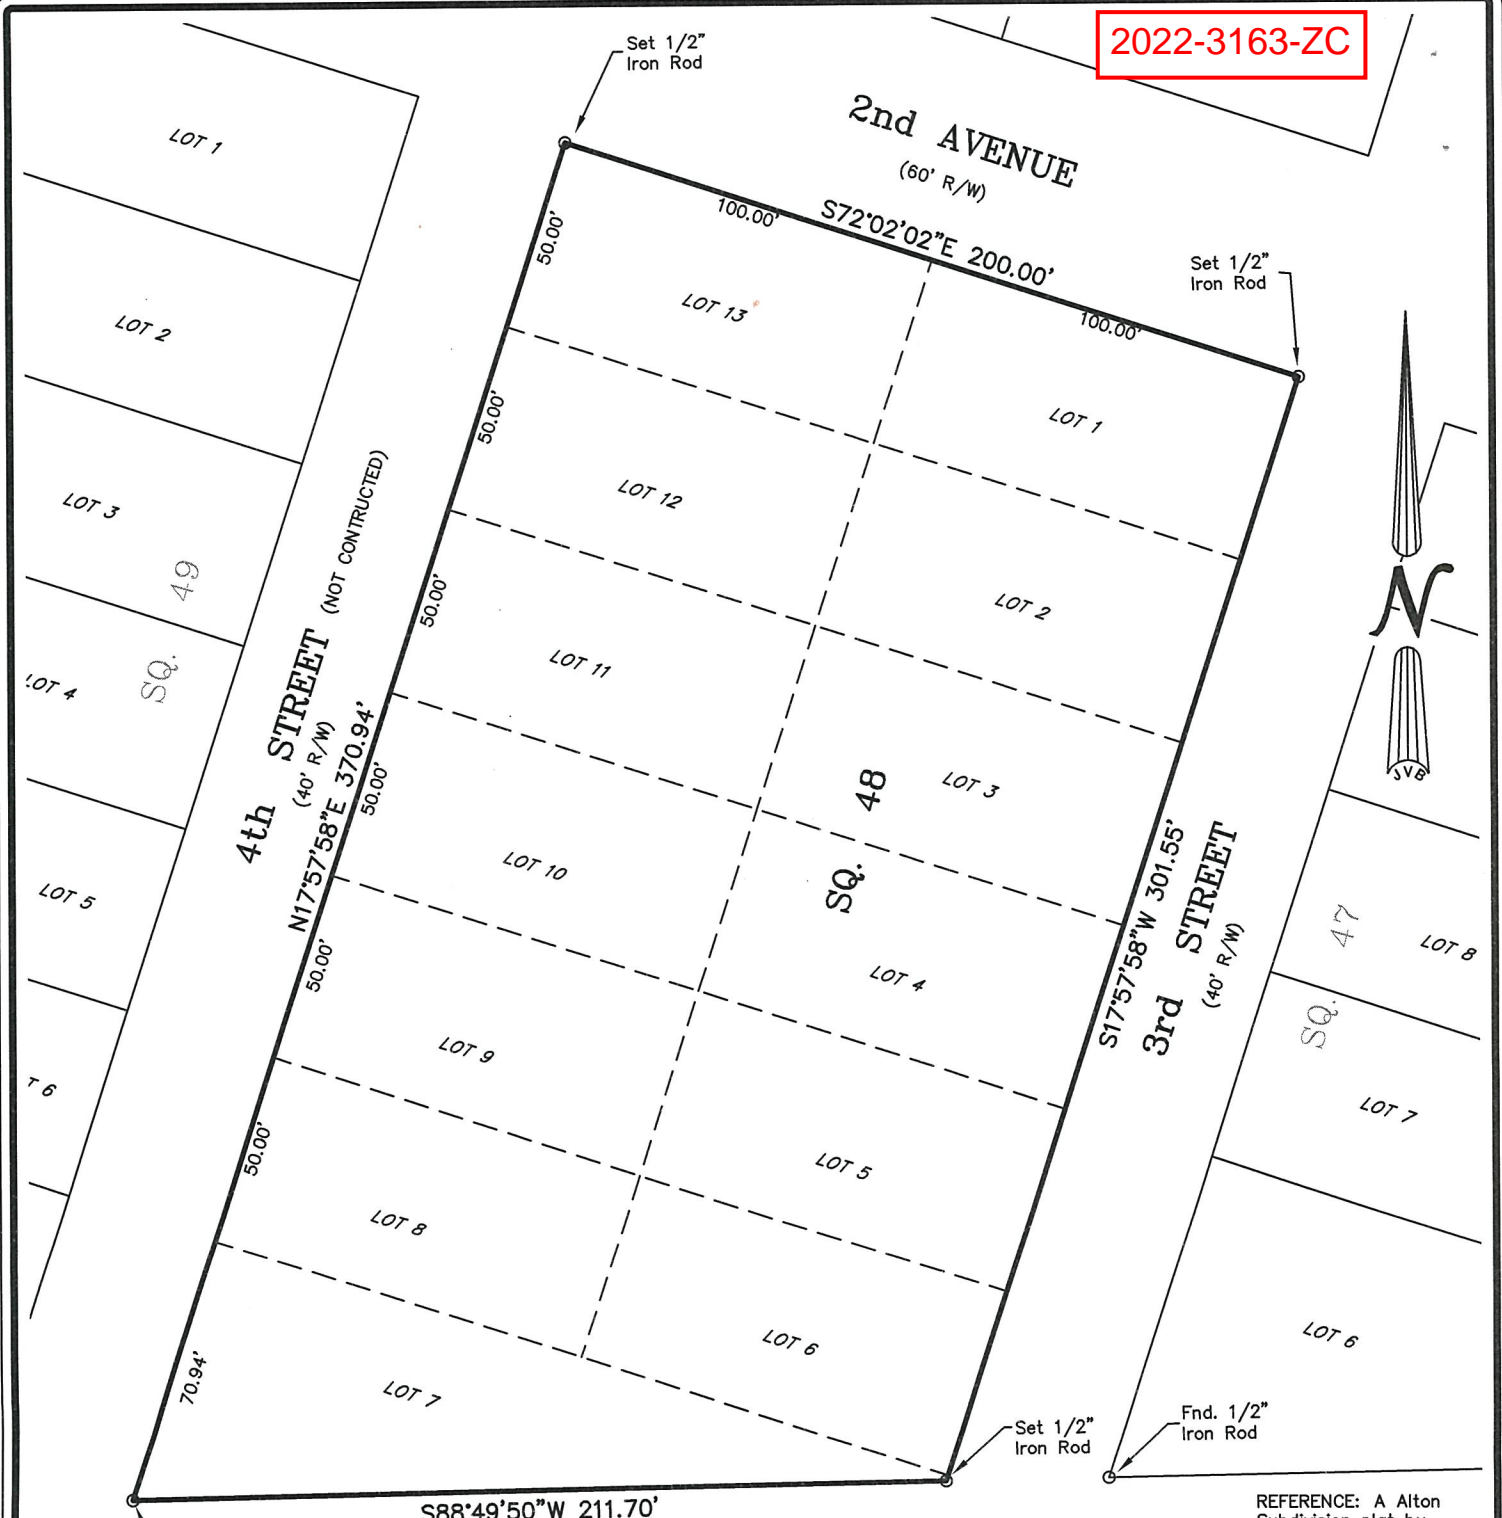 2022-3163-ZC
Set 1/2"
Iron Rod
2nd AVENUE
(60' R/W)
S72°02'02"E 200.00'
100.00'
100.00'
Set 1/2"
Iron Rod
LOT 1
LOT 2
LOT 3
LOT 4
LOT 5
T 6
SQ. 49
4th STREET (NOT CONTRUCTED)
(40' R/W)
N17°57'58"E 370.94'
50.00'
50.00'
50.00'
50.00'
50.00'
50.00'
70.94'
LOT 13
LOT 12
LOT 11
LOT 10
LOT 9
LOT 8
LOT 7
LOT 1
LOT 2
LOT 3
LOT 4
LOT 5
LOT 6
SQ. 48
S17°57'58"W 301.55'
3rd STREET
(40' R/W)
N
JVB
SQ. 47
LOT 8
LOT 7
LOT 6
Set 1/2"
Iron Rod
Fnd. 1/2"
Iron Rod
S88°49'50"W 211.70'
REFERENCE: A Alton
Subdivision plat by